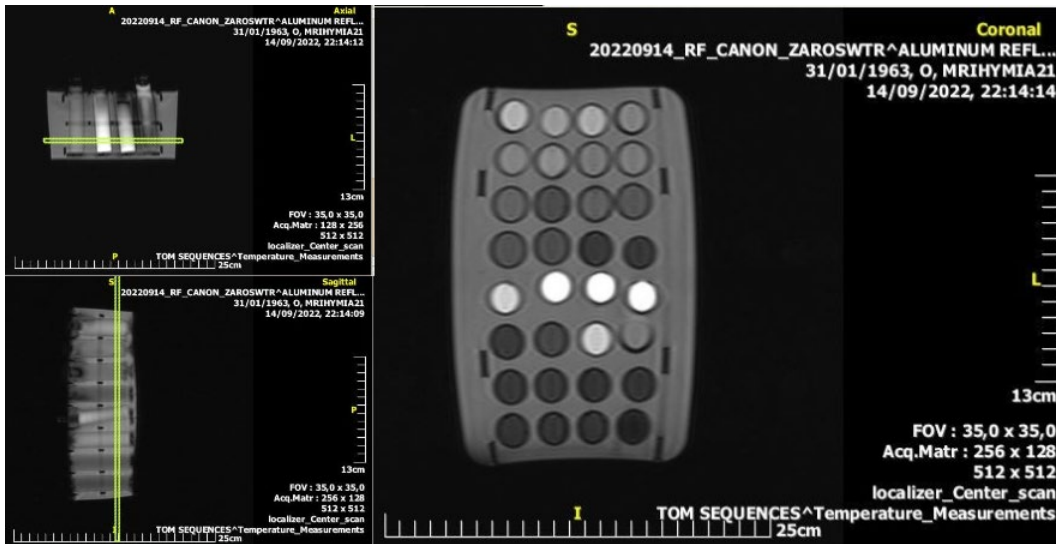 A
Axial
20220914_RF_CANON_ZAROSWTR^ALUMINUM REFL...
31/01/1963, O, MRIHYMIA21
14/09/2022, 22:14:12
L
13cm
FOV : 35,0 x 35,0
Acq.Matr : 128 x 256
512 x 512
localizer_Center_scan
P
TOM SEQUENCES^Temperature_Measurements
25cm
S
Sagittal
20220914_RF_CANON_ZAROSWTR^ALUMINUM REFL...
31/01/1963, O, MRIHYMIA21
14/09/2022, 22:14:09
P
13cm
FOV : 35,0 x 35,0
Acq.Matr : 256 x 128
512 x 512
localizer_Center_scan
I
TOM SEQUENCES^Temperature_Measurements
25cm
S
Coronal
20220914_RF_CANON_ZAROSWTR^ALUMINUM REFL...
31/01/1963, O, MRIHYMIA21
14/09/2022, 22:14:14
L
13cm
FOV : 35,0 x 35,0
Acq.Matr : 256 x 128
512 x 512
localizer_Center_scan
I
TOM SEQUENCES^Temperature_Measurements
25cm